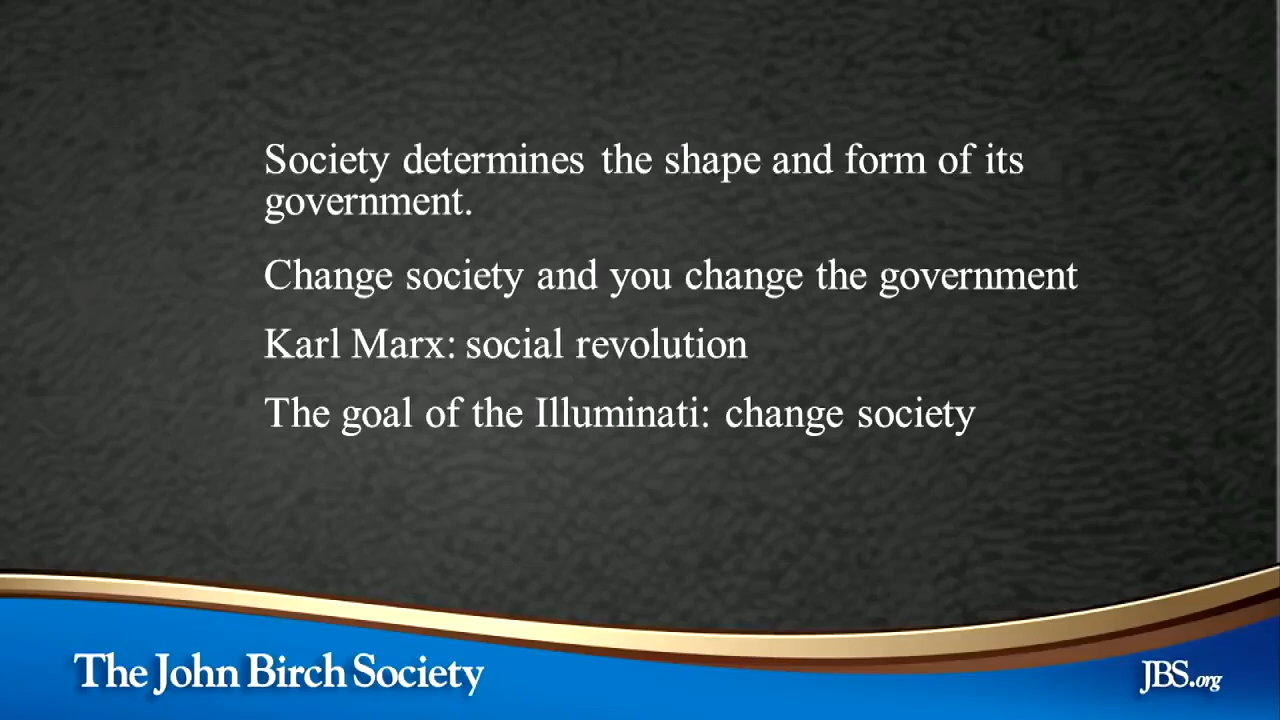 Society determines the shape and form of its
government.
Change society and you change the government
Karl Marx: social revolution
The goal of the Illuminati: change society
The John Birch Society
JBS.org